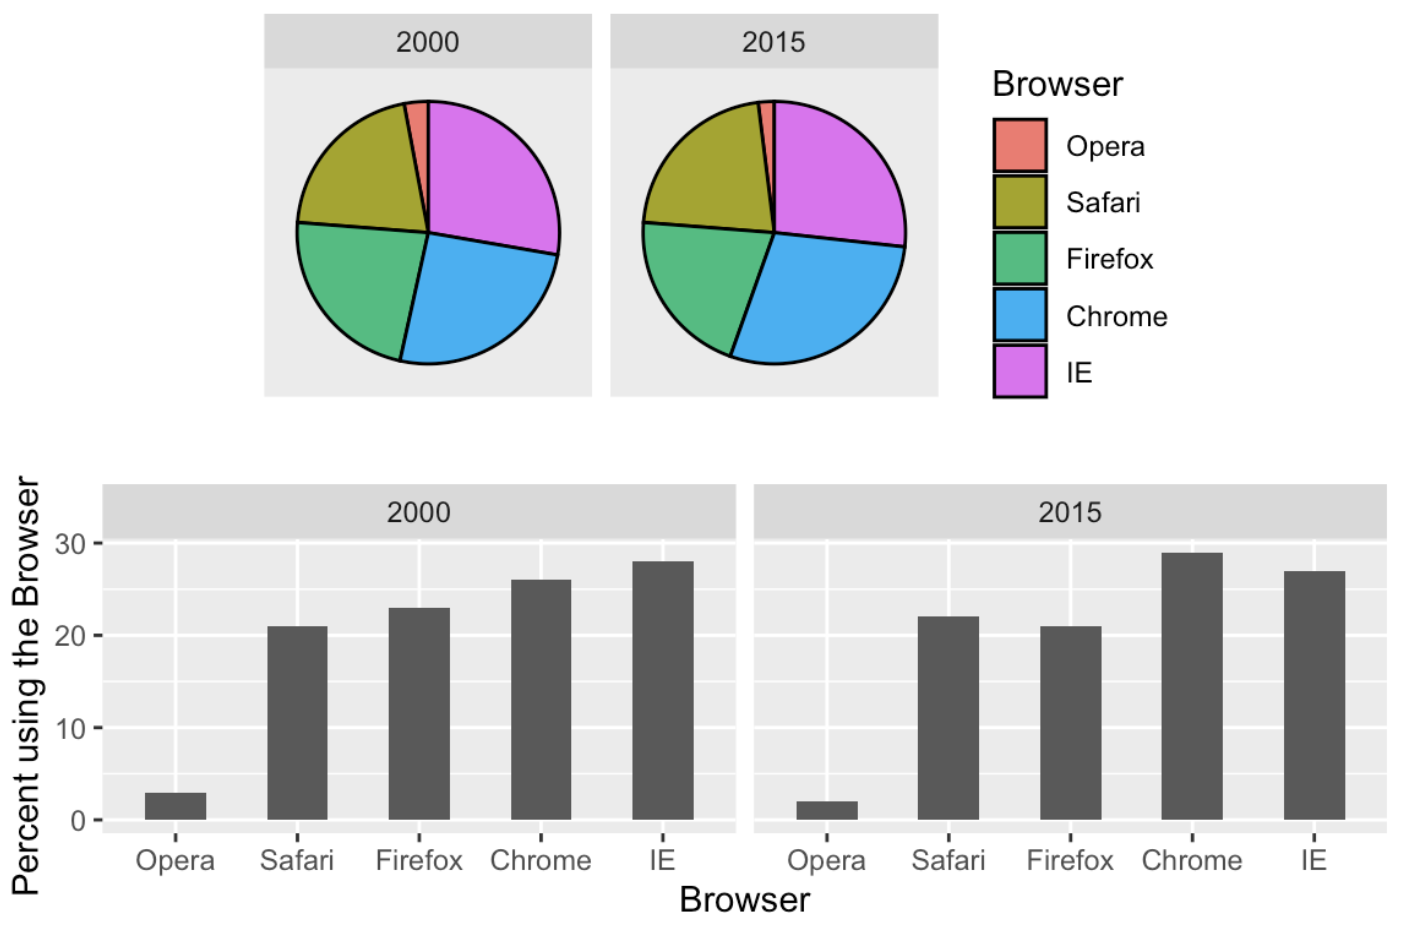 2000 2015
Browser
Opera
Safari
Firefox
Chrome
IE
2000 2015
Percent using the Browser
30
20
10
0
Opera Safari Firefox Chrome IE Opera Safari Firefox Chrome IE
Browser